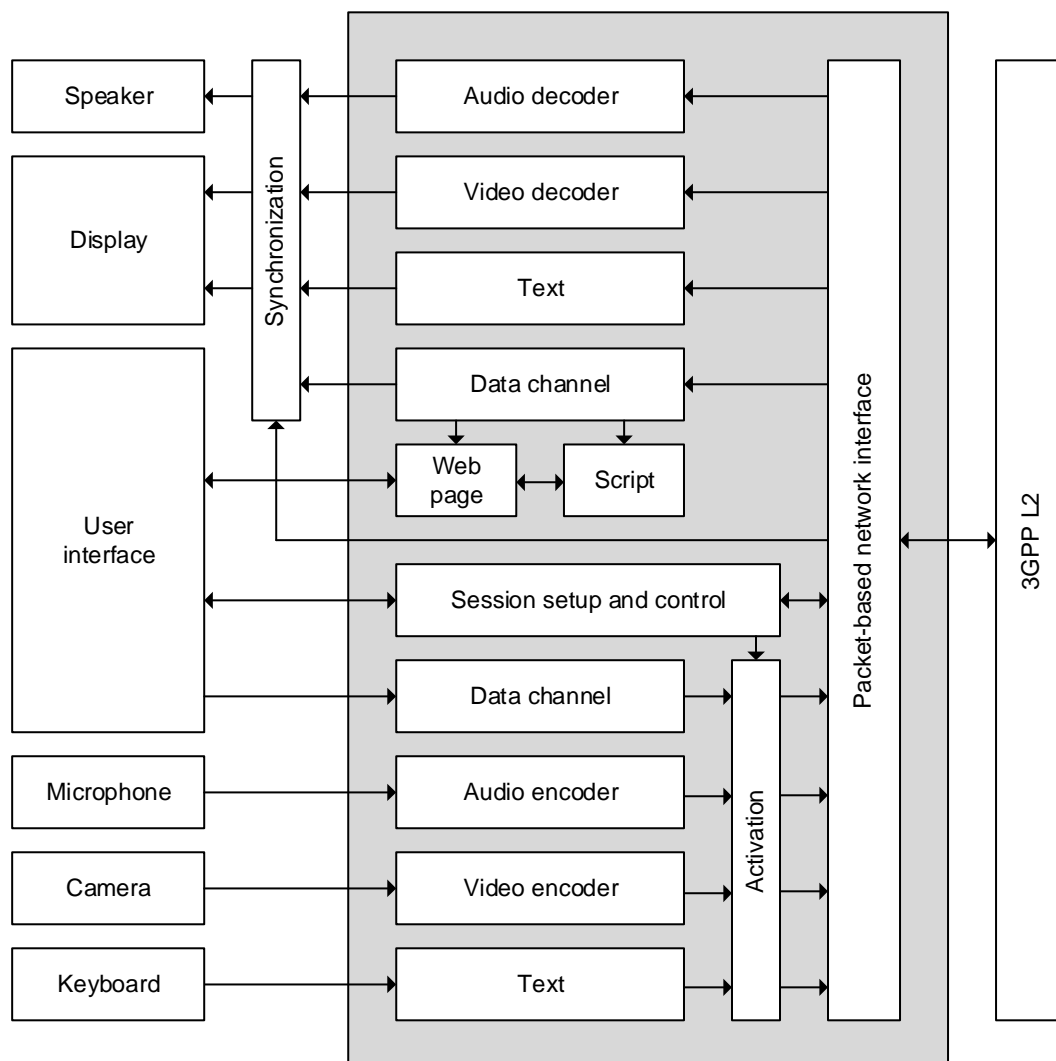 Speaker
Audio decoder
Video decoder
Display
Synchronization
Text
Data channel
Web
page
Script
User
interface
Packet-based network interface
3GPP L2
Session setup and control
Data channel
Microphone
Audio encoder
Activation
Camera
Video encoder
Keyboard
Text